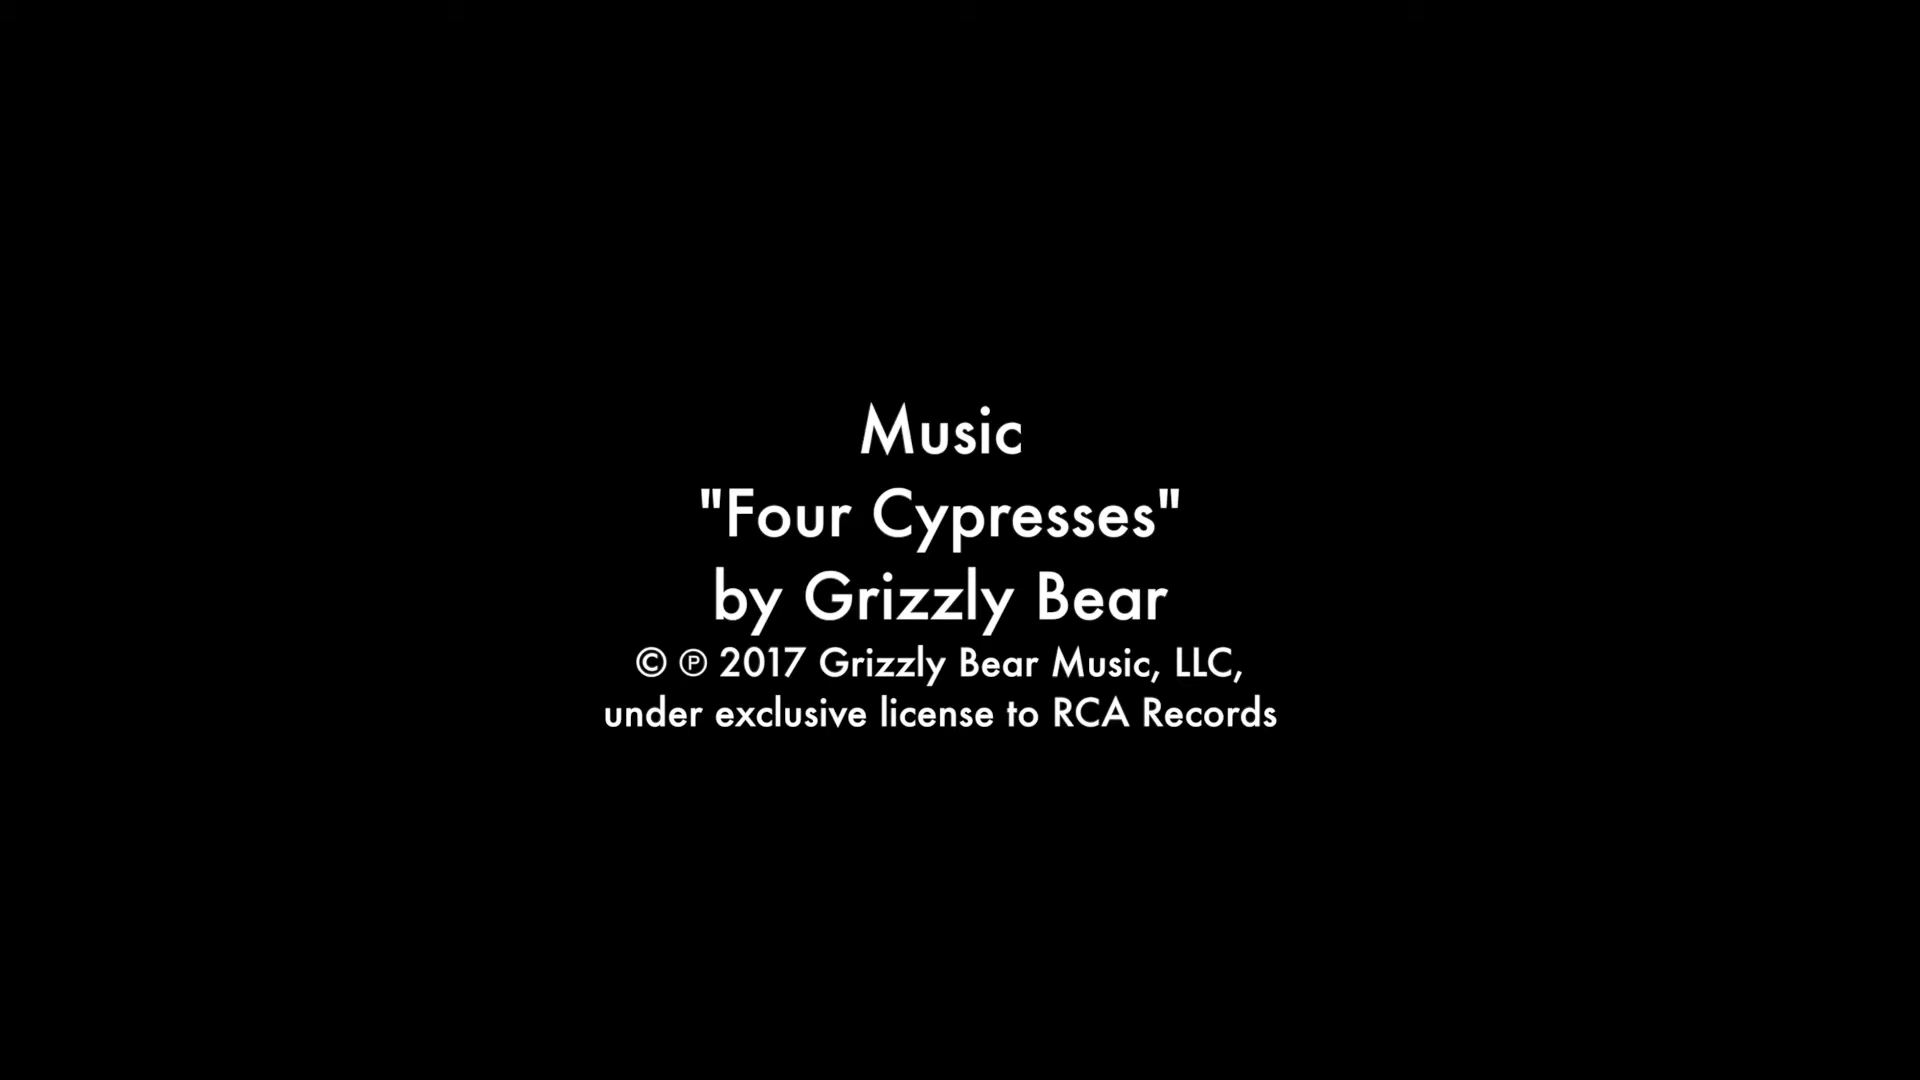 Music
"Four Cypresses"
by Grizzly Bear
© ℗ 2017 Grizzly Bear Music, LLC,
under exclusive license to RCA Records